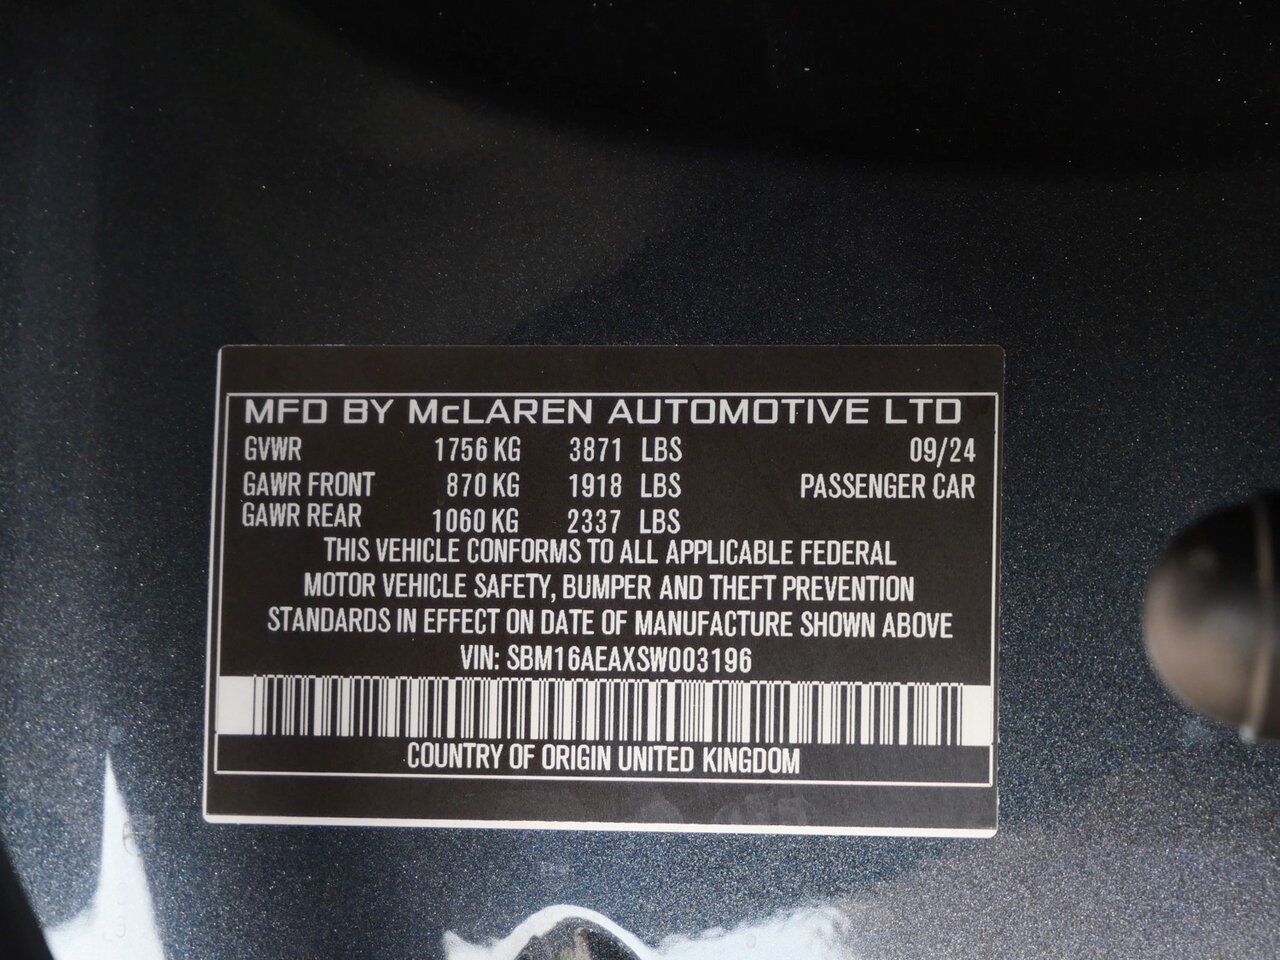 MFD BY McLAREN AUTOMOTIVE LTD
GVWR 1756 KG 3871 LBS 09/24
GAWR FRONT 870 KG 1918 LBS PASSENGER CAR
GAWR REAR 1060 KG 2337 LBS
THIS VEHICLE CONFORMS TO ALL APPLICABLE FEDERAL
MOTOR VEHICLE SAFETY, BUMPER AND THEFT PREVENTION
STANDARDS IN EFFECT ON DATE OF MANUFACTURE SHOWN ABOVE
VIN: SBM16AEAXSW003196
COUNTRY OF ORIGIN UNITED KINGDOM